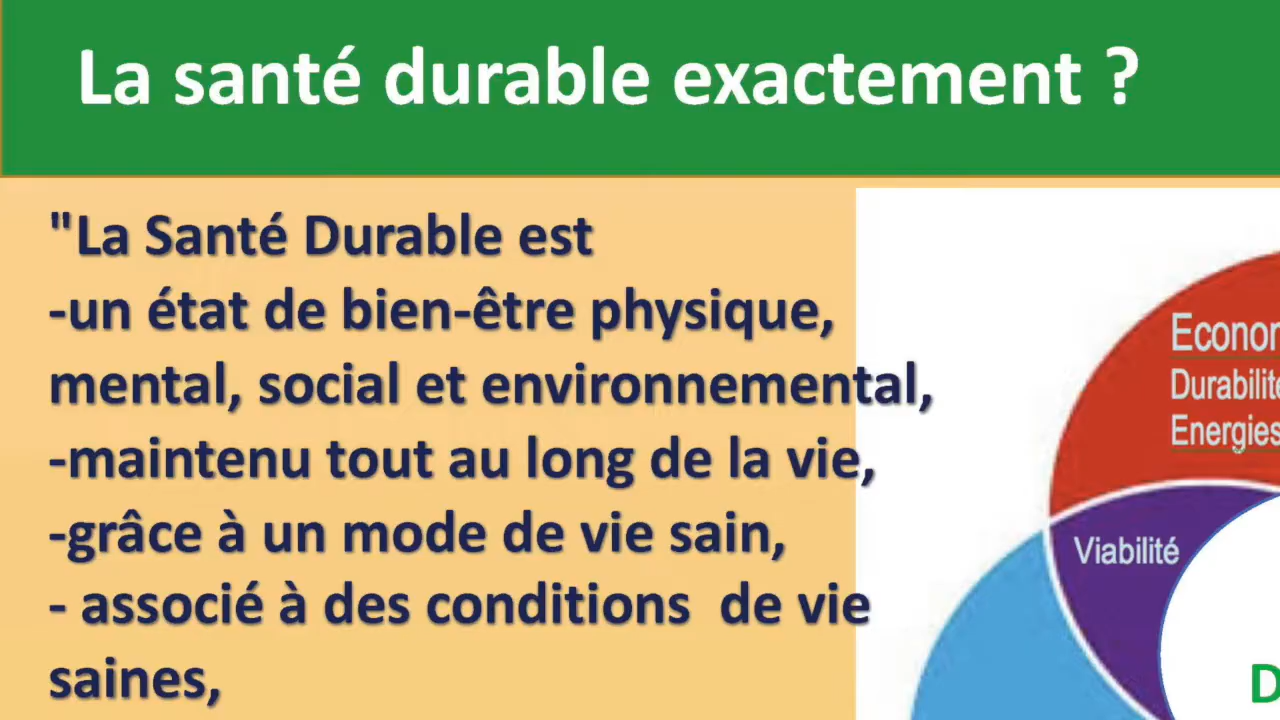 La santé durable exactement ?
"La Santé Durable est
-un état de bien-être physique,
mental, social et environnemental,
-maintenu tout au long de la vie,
-grâce à un mode de vie sain,
- associé à des conditions  de vie
saines,
Viabilité